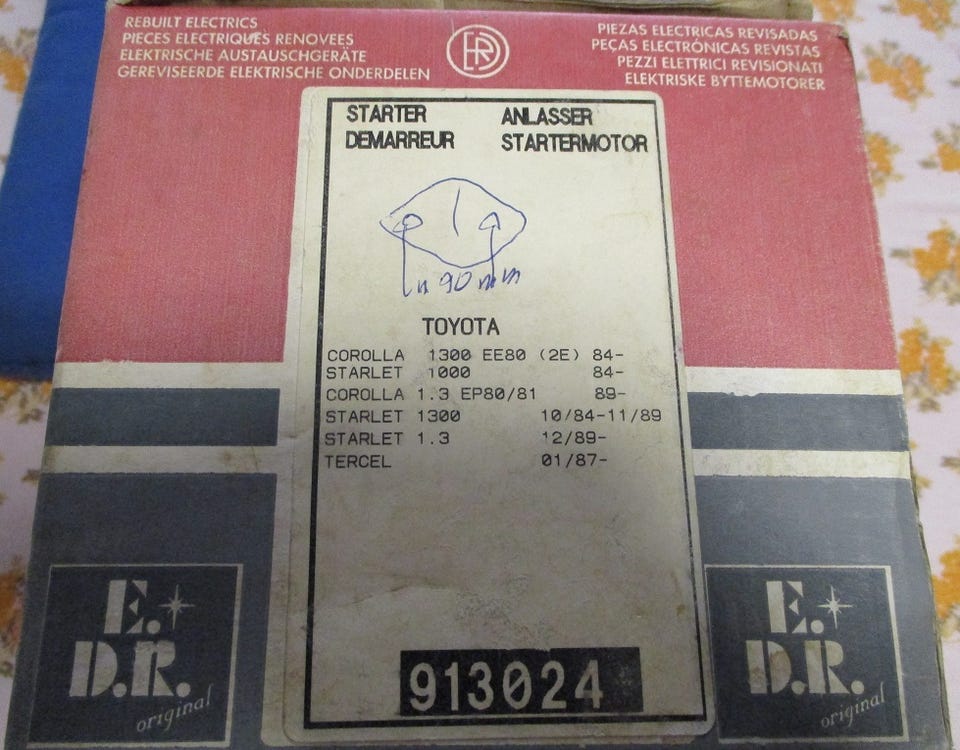 REBUILT ELECTRICS
PIECES ELECTRIQUES RENOVEES
ELEKTRISCHE AUSTAUSCHGERÄTE
GEREVISEERDE ELEKTRISCHE ONDERDELEN
EDR
PIEZAS ELECTRICAS REVISADAS
PEÇAS ELECTRÓNICAS REVISTAS
PEZZI ELETTRICI REVISIONATI
ELEKTRISKE BYTTEMOTORER
STARTER ANLASSER
DEMARREUR STARTERMOTOR
90 mm
TOYOTA
COROLLA 1300 EE80 (2E) 84-
STARLET 1000 84-
COROLLA 1.3 EP80/81 89-
STARLET 1300 10/84-11/89
STARLET 1.3 12/89-
TERCEL 01/87-
E.
D.R.
original
E.
D.R.
original
913024